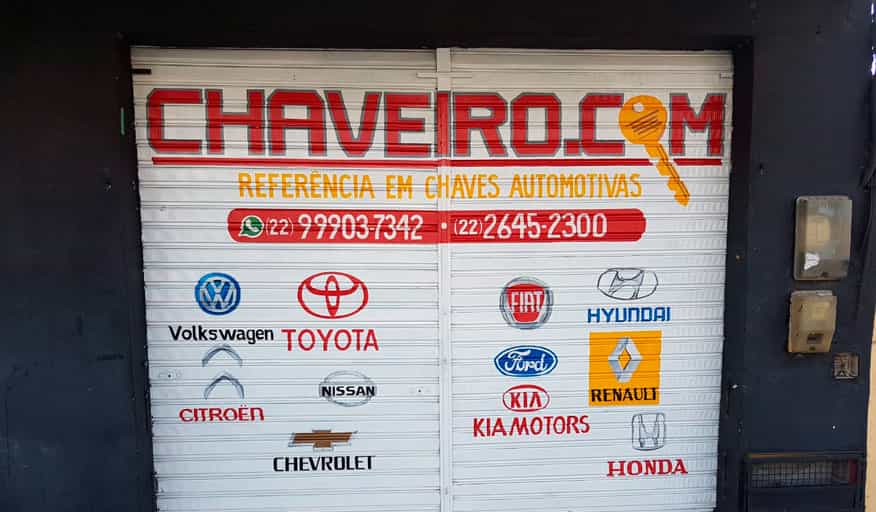 CHAVEIRO.COM
REFERÊNCIA EM CHAVES AUTOMOTIVAS
(22) 99903-7342 • (22) 2645-2300
Volkswagen
TOYOTA
CITROËN
NISSAN
CHEVROLET
FIAT
HYUNDAI
Ford
RENAULT
KIA
KIA MOTORS
HONDA